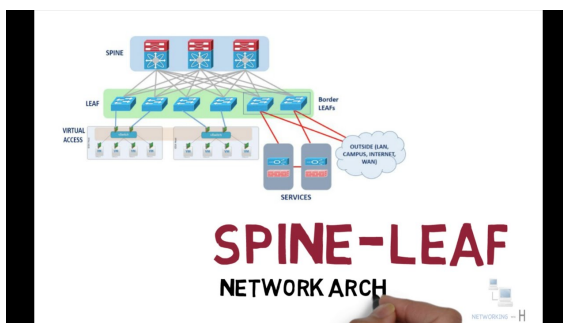 SPINE
LEAF
Border
LEAFs
VIRTUAL
ACCESS
OUTSIDE (LAN,
CAMPUS, INTERNET,
WAN)
SERVICES
SPINE-LEAF
NETWORK ARCH
NETWORKING - H